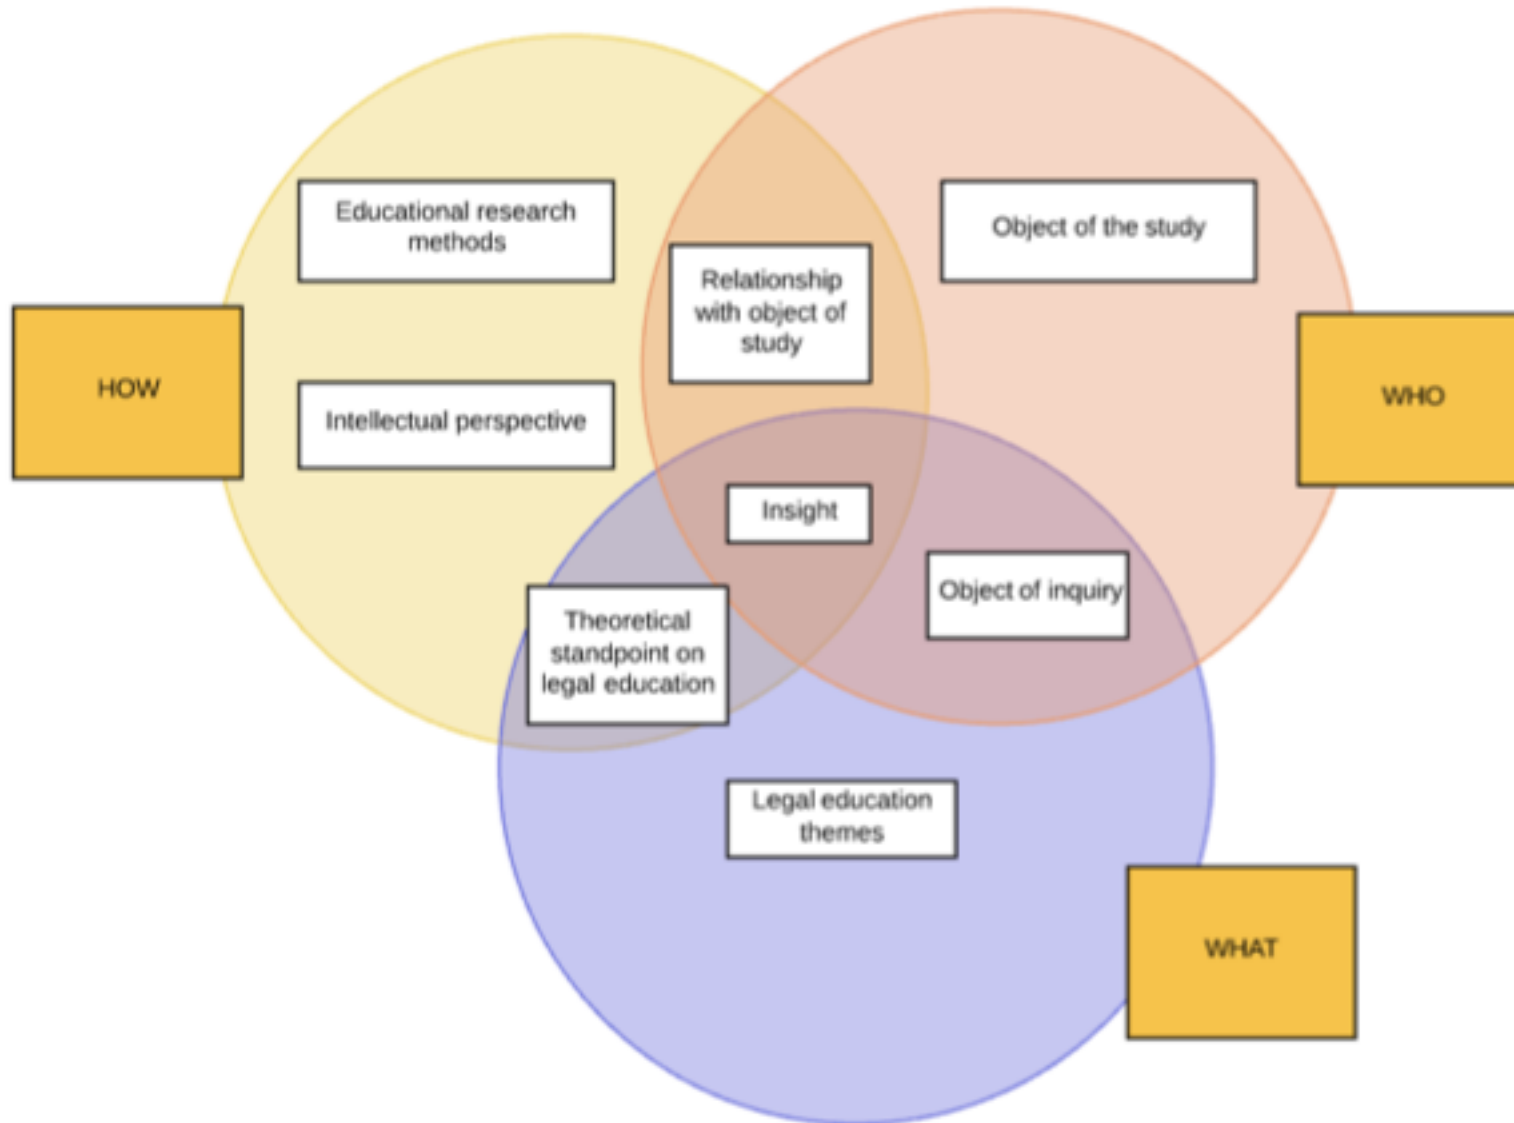 Educational research
methods
Object of the study
Relationship
with object of
study
HOW
WHO
Intellectual perspective
Insight
Object of inquiry
Theoretical
standpoint on
legal education
Legal education
themes
WHAT